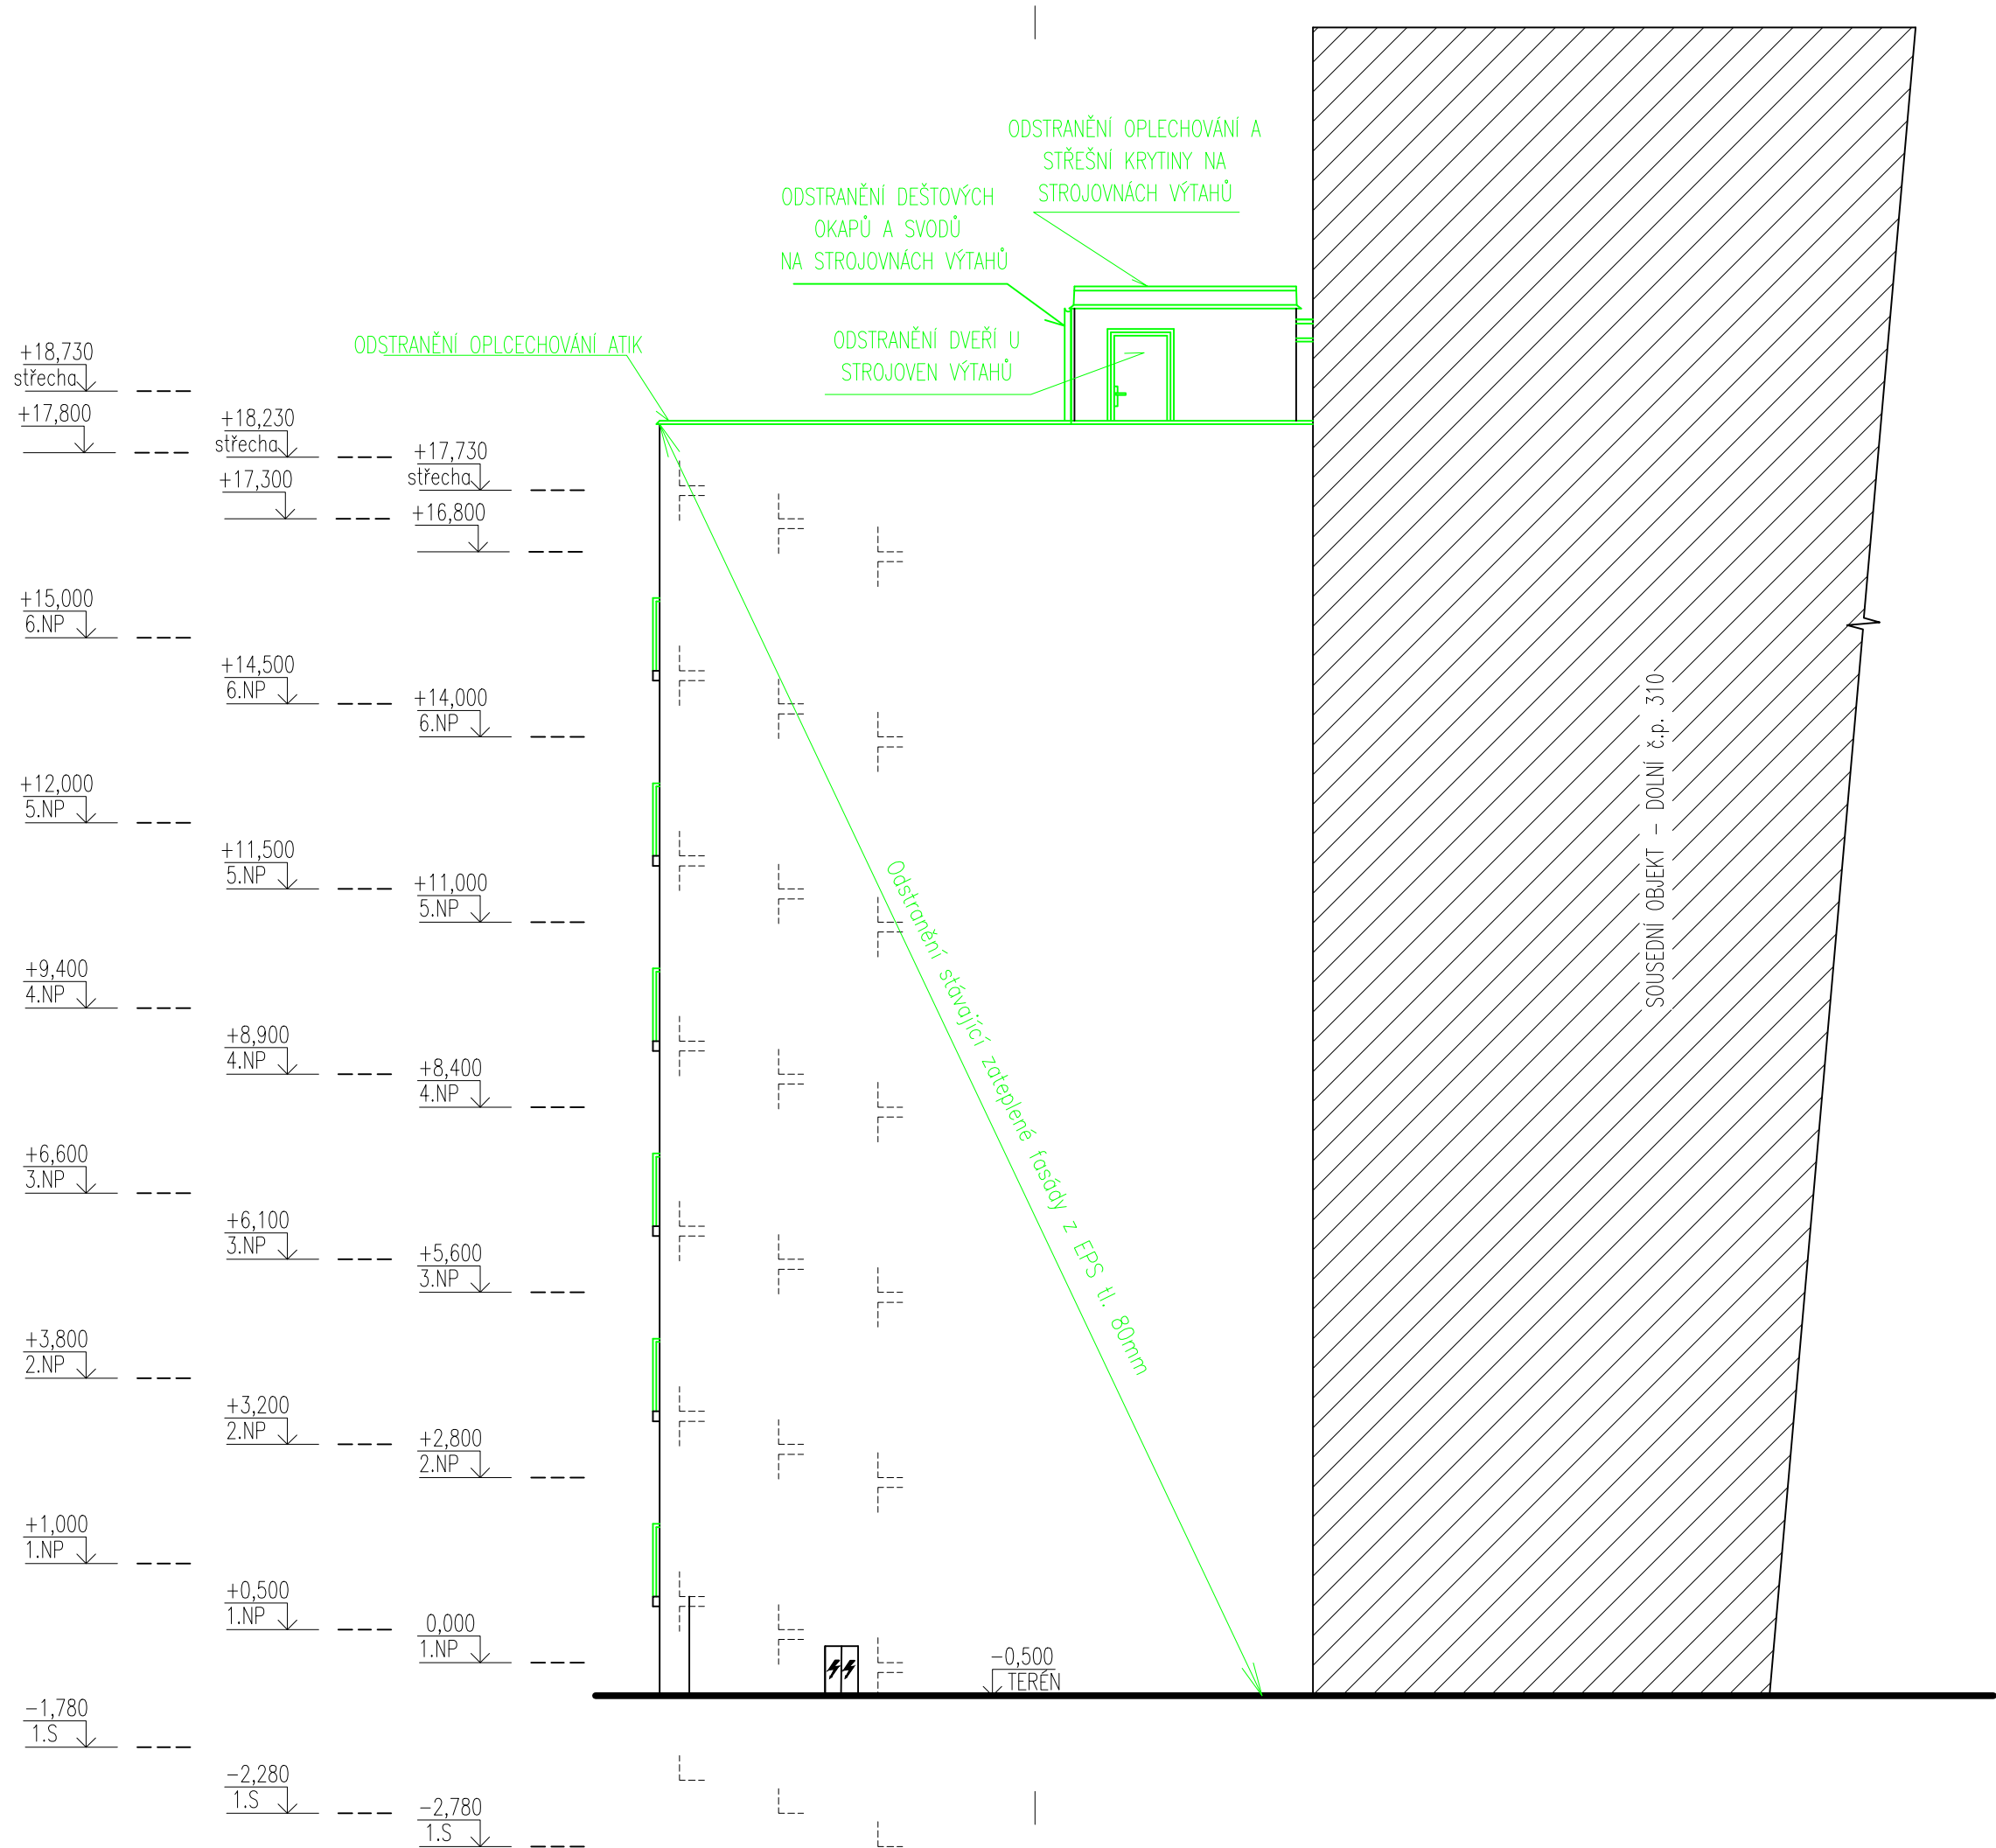 ODSTRANĚNÍ OPLECHOVÁNÍ A
STŘEŠNÍ KRYTINY NA
STROJOVNÁCH VÝTAHŮ
ODSTRANĚNÍ DEŠTOVÝCH
OKAPŮ A SVODŮ
NA STROJOVNÁCH VÝTAHŮ
ODSTRANĚNÍ DVEŘÍ U
STROJOVEN VÝTAHŮ
ODSTRANĚNÍ OPLCECHOVÁNÍ ATIK
+18,730
střecha
+17,800
+18,230
střecha
+17,300
+17,730
střecha
+16,800
+15,000
6.NP
+14,500
6.NP
+14,000
6.NP
+12,000
5.NP
+11,500
5.NP
+11,000
5.NP
+9,400
4.NP
+8,900
4.NP
+8,400
4.NP
+6,600
3.NP
+6,100
3.NP
+5,600
3.NP
+3,800
2.NP
+3,200
2.NP
+2,800
2.NP
+1,000
1.NP
+0,500
1.NP
0,000
1.NP
-1,780
1.S
-2,280
1.S
-2,780
1.S
Odstranění stávající zateplené fasády z EPS tl. 80mm
-0,500
TERÉN
SOUSEDNÍ OBJEKT - DOLNÍ č.p. 310